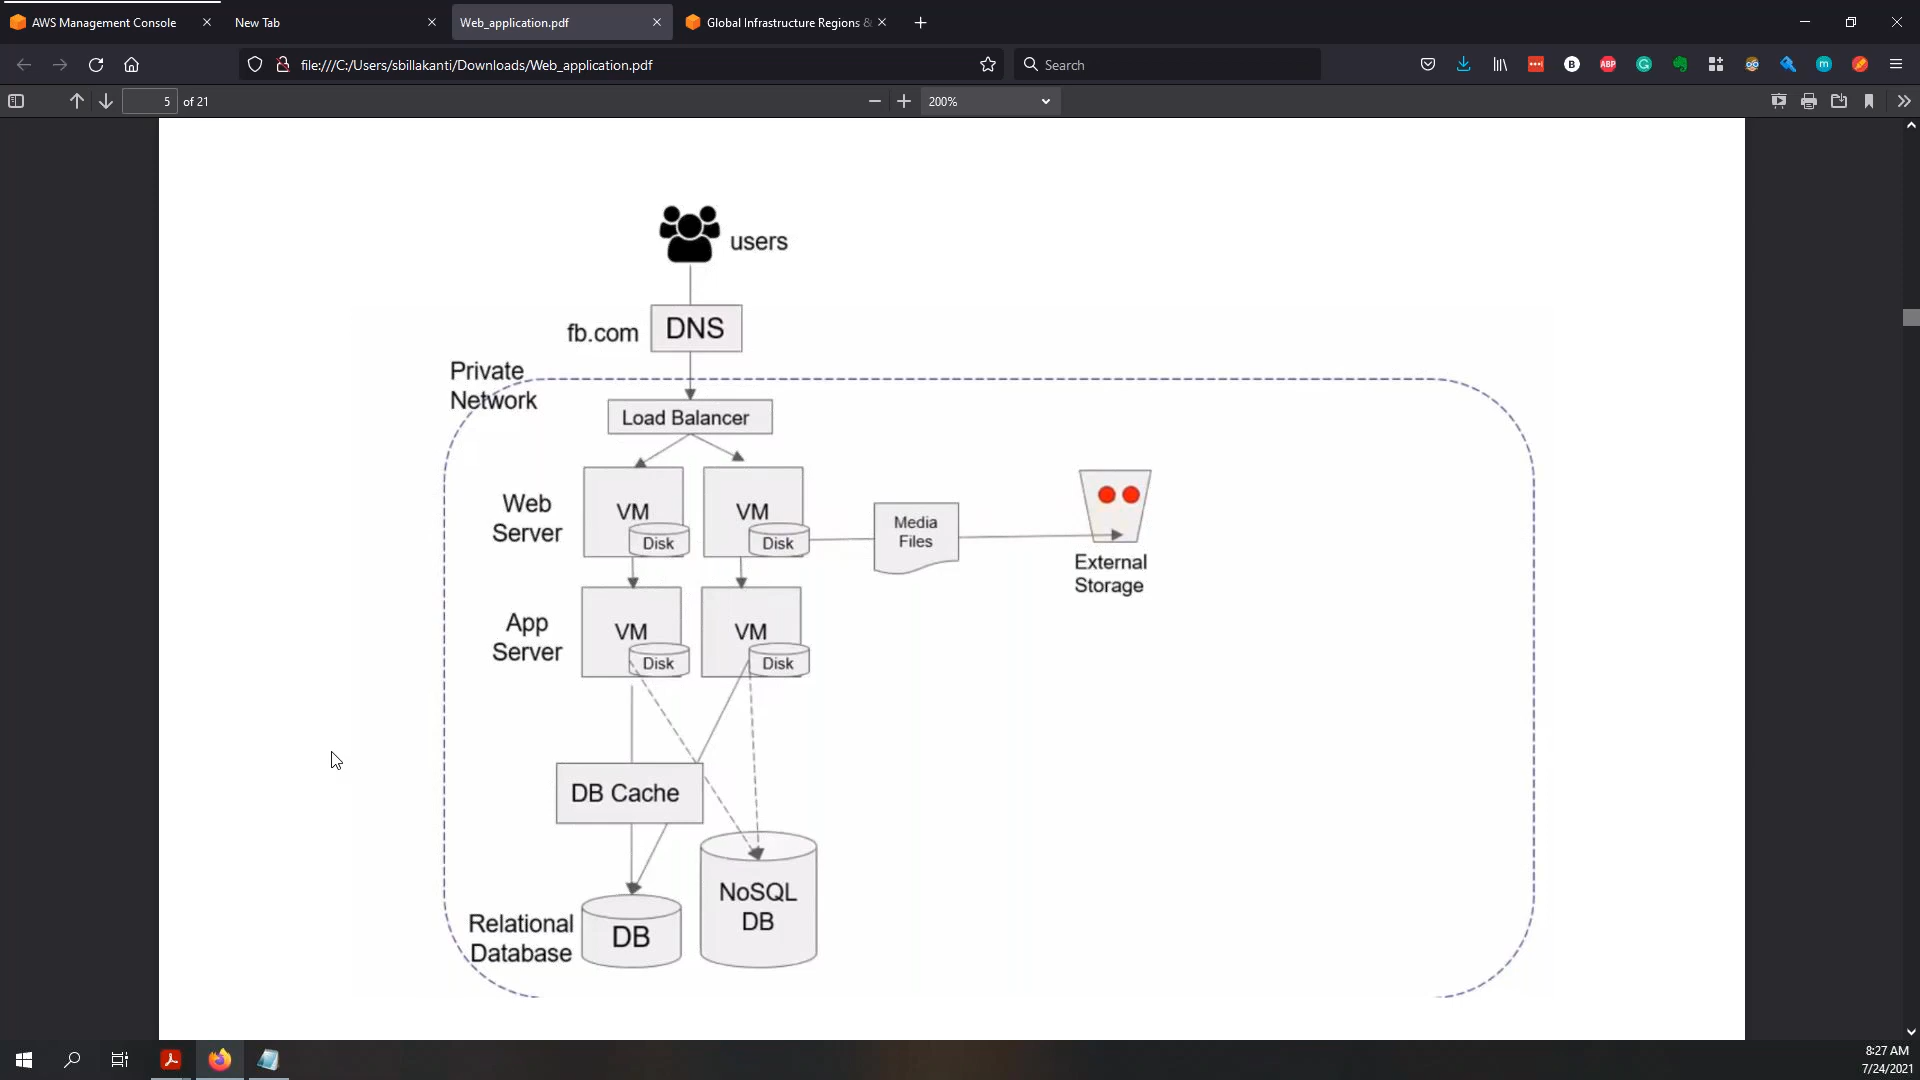 AWS Management Console
New Tab
Web_application.pdf
Global Infrastructure Regions &
file:///C:/Users/sbillakanti/Downloads/Web_application.pdf
Search
B
ABP
G
m
5 of 21
200%
users
fb.com
DNS
Private
Network
Load Balancer
Web
Server
VM
Disk
VM
Disk
Media
Files
External
Storage
App
Server
VM
Disk
VM
Disk
DB Cache
NoSQL
DB
Relational
Database
DB
8:27 AM
7/24/2021